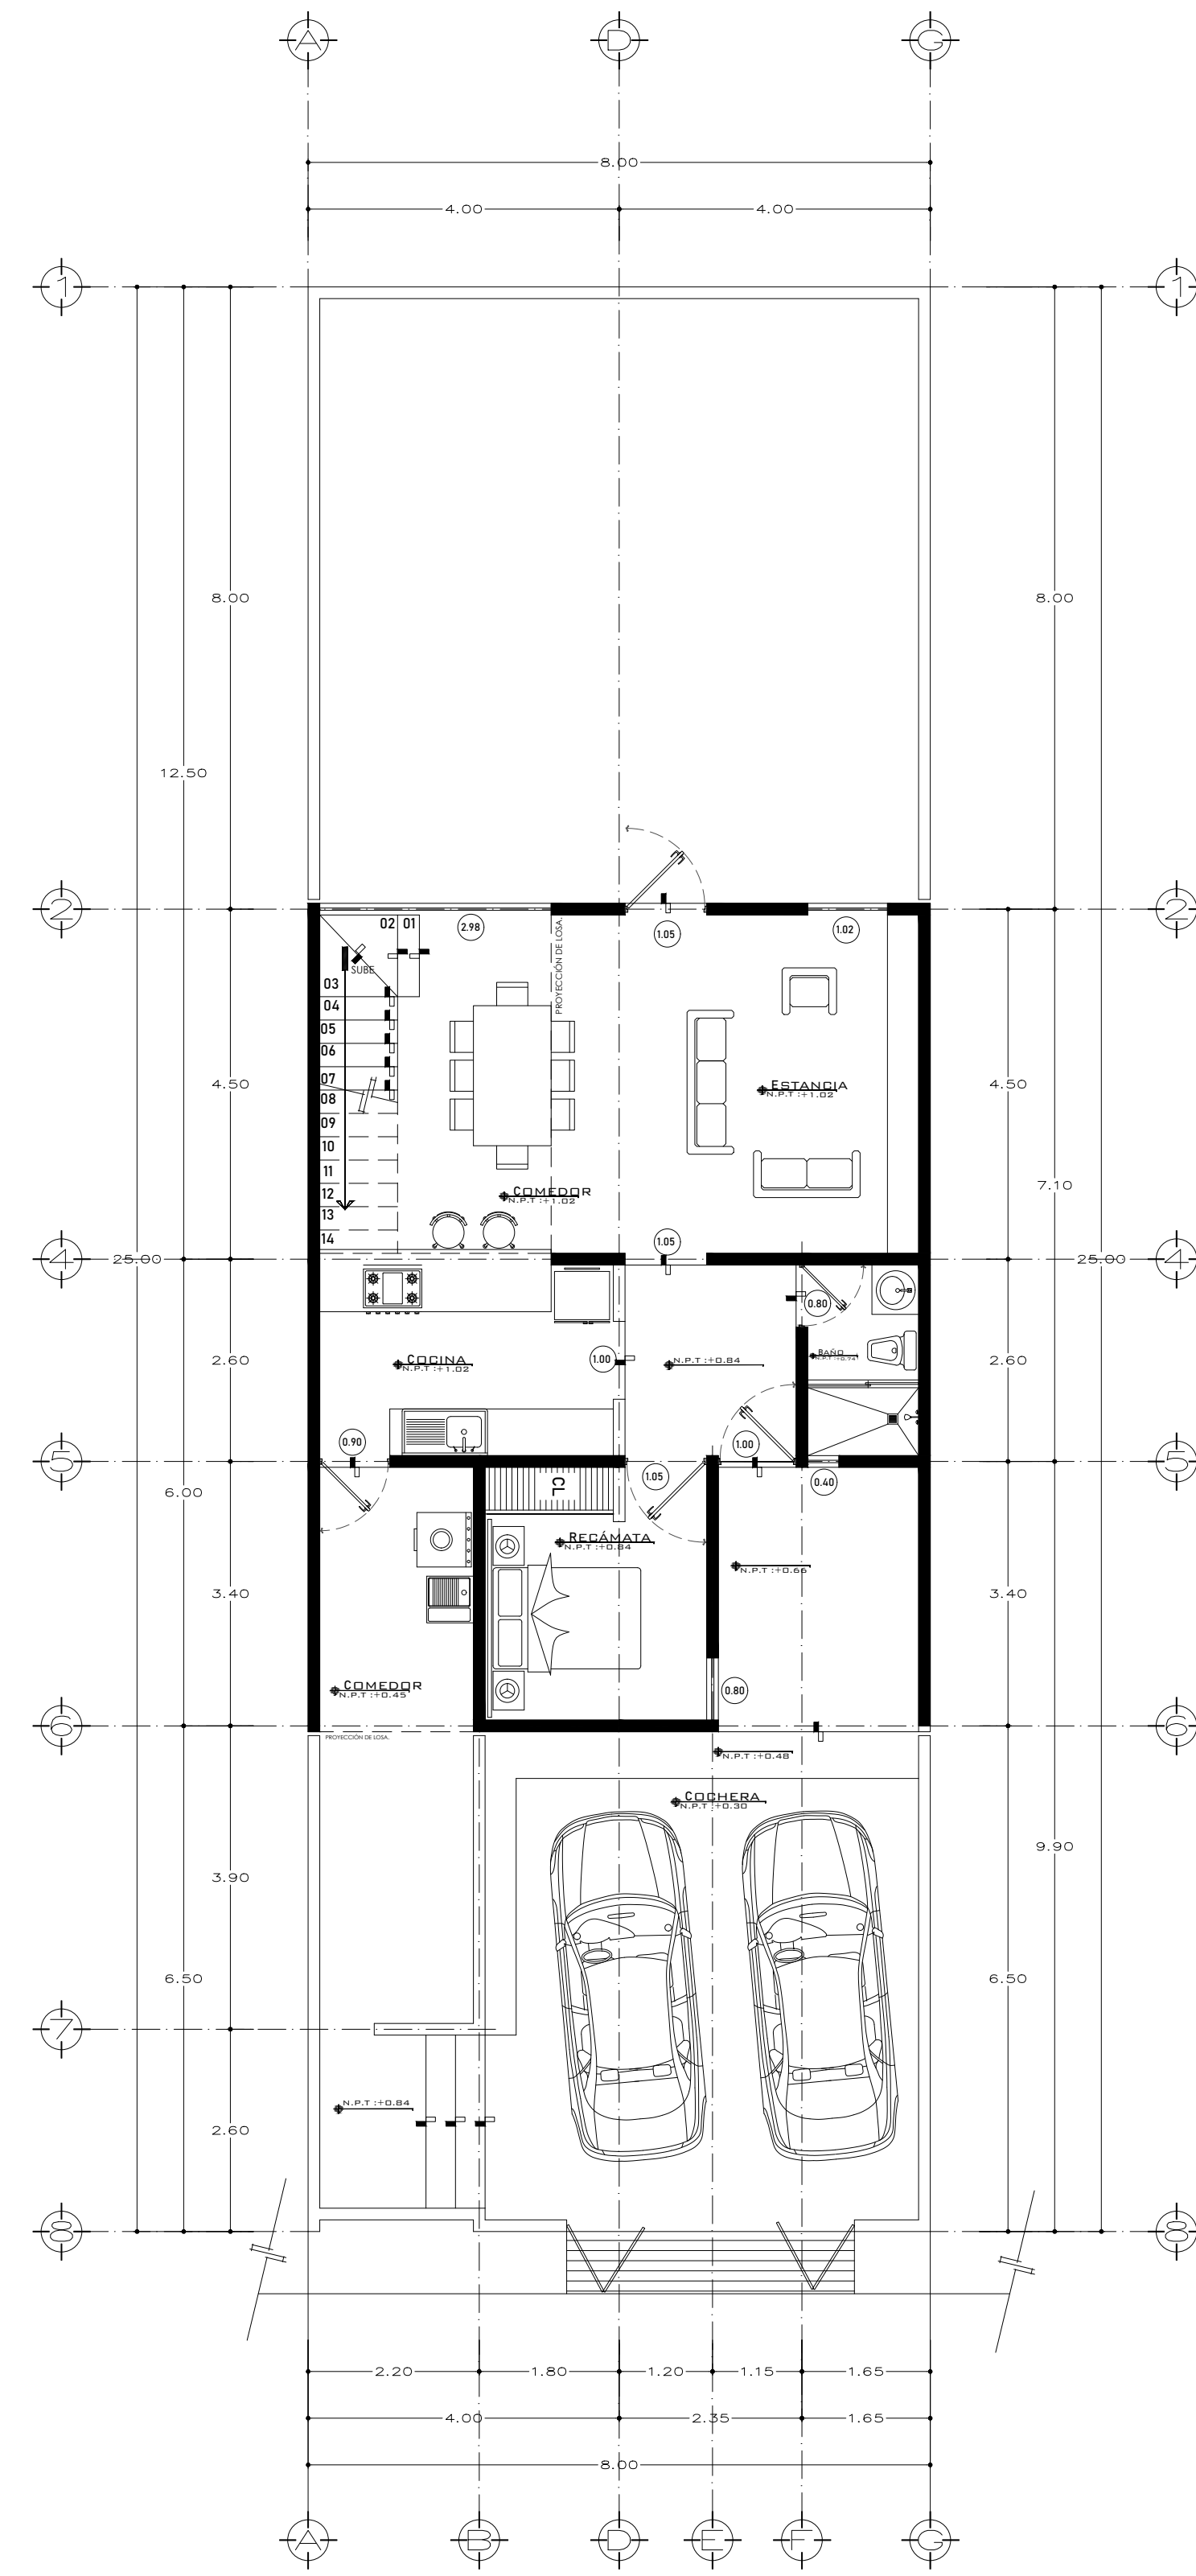 A D G
8.00
4.00 4.00
1 1
8.00 8.00
12.50
2 2
02 01 2.98 1.05 1.02
PROYECCIÓN DE LOSA.
SUBE
03
04
05
06
07
08
09
10
11
12
13
14
ESTANCIA
N.P.T :+1.02
4.50 4.50
7.10
COMEDOR
N.P.T :+1.02
1.05
4 25.00 25.00 4
0.80
COCINA
N.P.T :+1.02
1.00
N.P.T :+0.84
BAÑO
N.P.T :+0.74
2.60 2.60
0.90 1.00
5 5
1.05 0.40
CL
6.00
RECÁMATA
N.P.T :+0.84
N.P.T :+0.66
3.40 3.40
COMEDOR
N.P.T :+0.45
0.80
6 6
PROYECCIÓN DE LOSA.
N.P.T :+0.48
COCHERA
N.P.T :+0.30
9.90
3.90
6.50 6.50
7
N.P.T :+0.84
2.60
8 8
2.20 1.80 1.20 1.15 1.65
4.00 2.35 1.65
8.00
A B D E F G